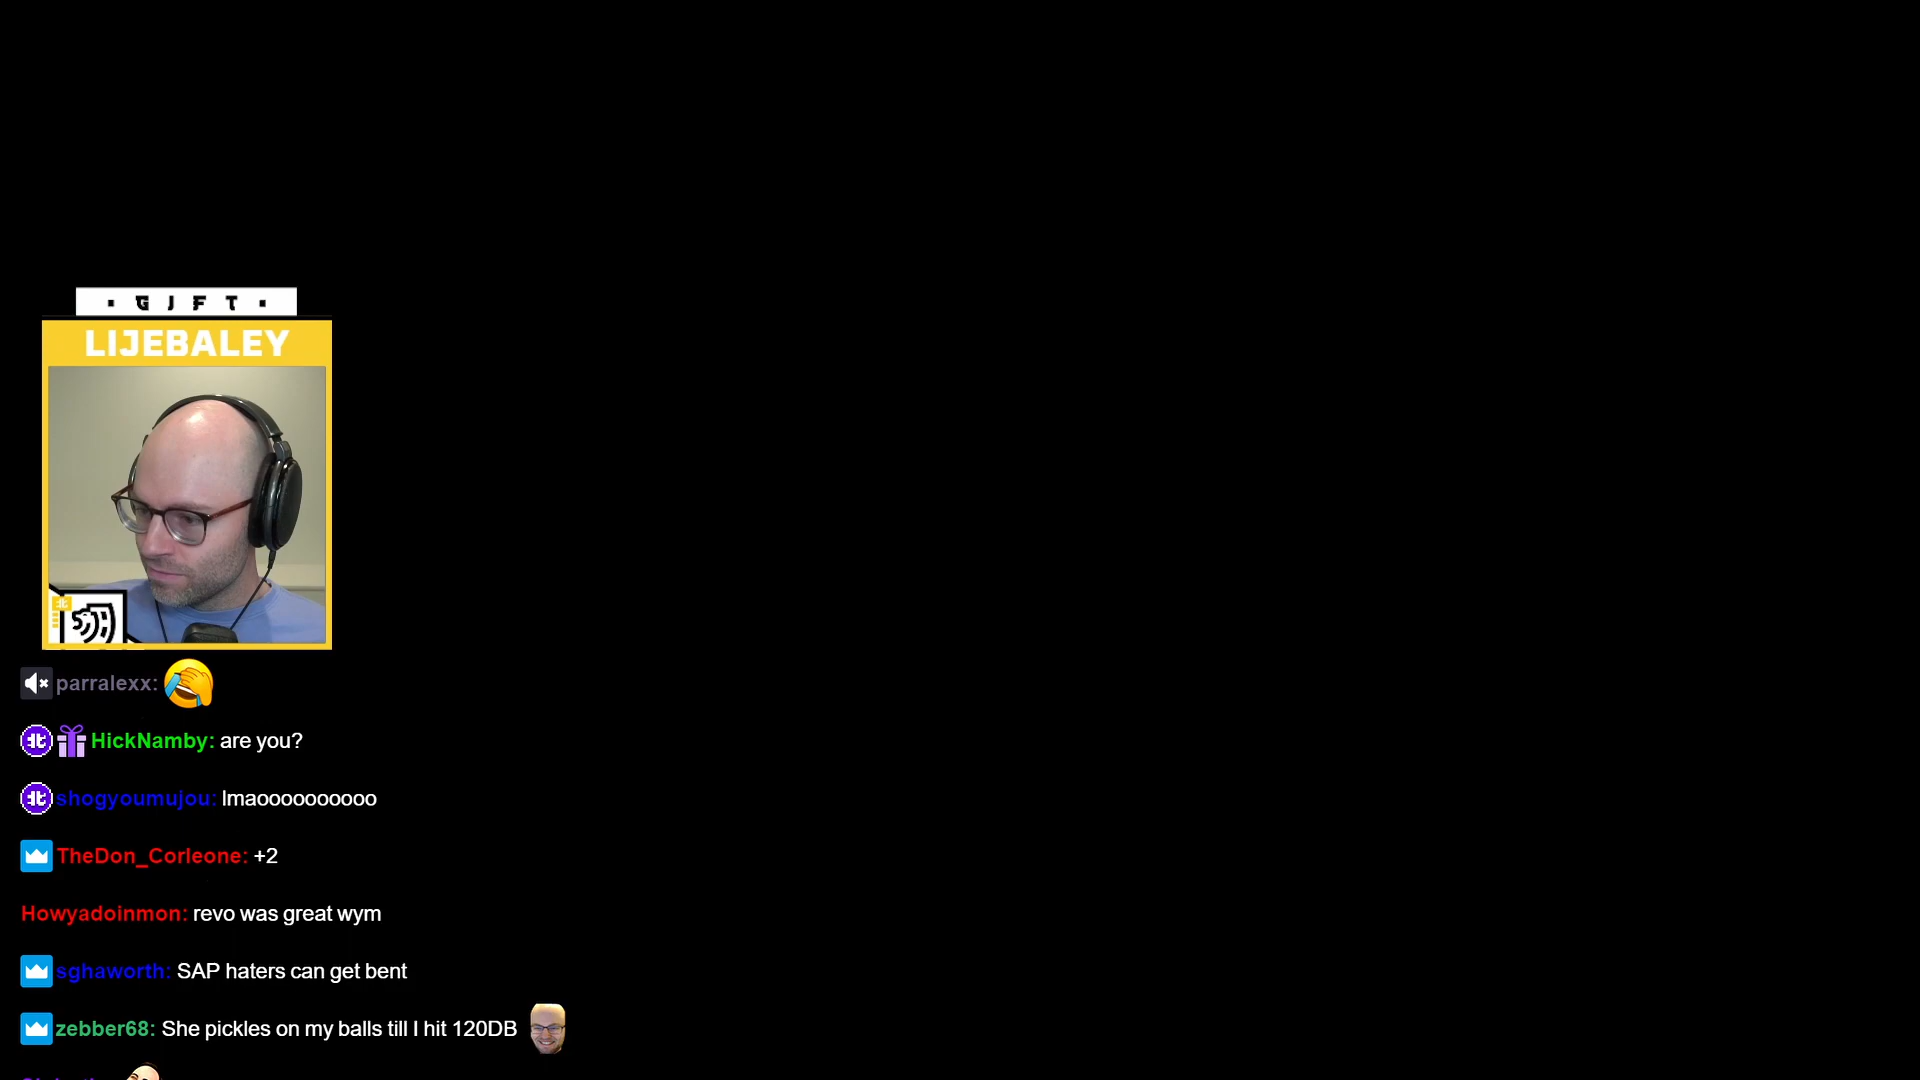 · G I F T ·
LIJEBALEY
parralexx:
HickNamby: are you?
shogyoumujou: lmaoooooooooo
TheDon_Corleone: +2
Howyadoinmon: revo was great wym
sghaworth: SAP haters can get bent
zebber68: She pickles on my balls till I hit 120DB